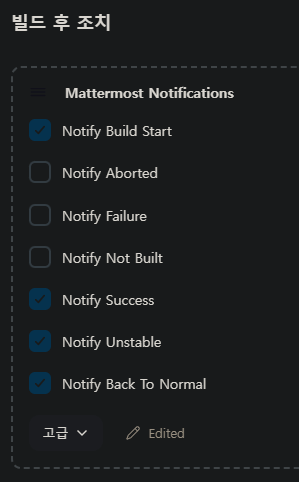 빌드 후 조치
Mattermost Notifications
Notify Build Start
Notify Aborted
Notify Failure
Notify Not Built
Notify Success
Notify Unstable
Notify Back To Normal
고급
Edited